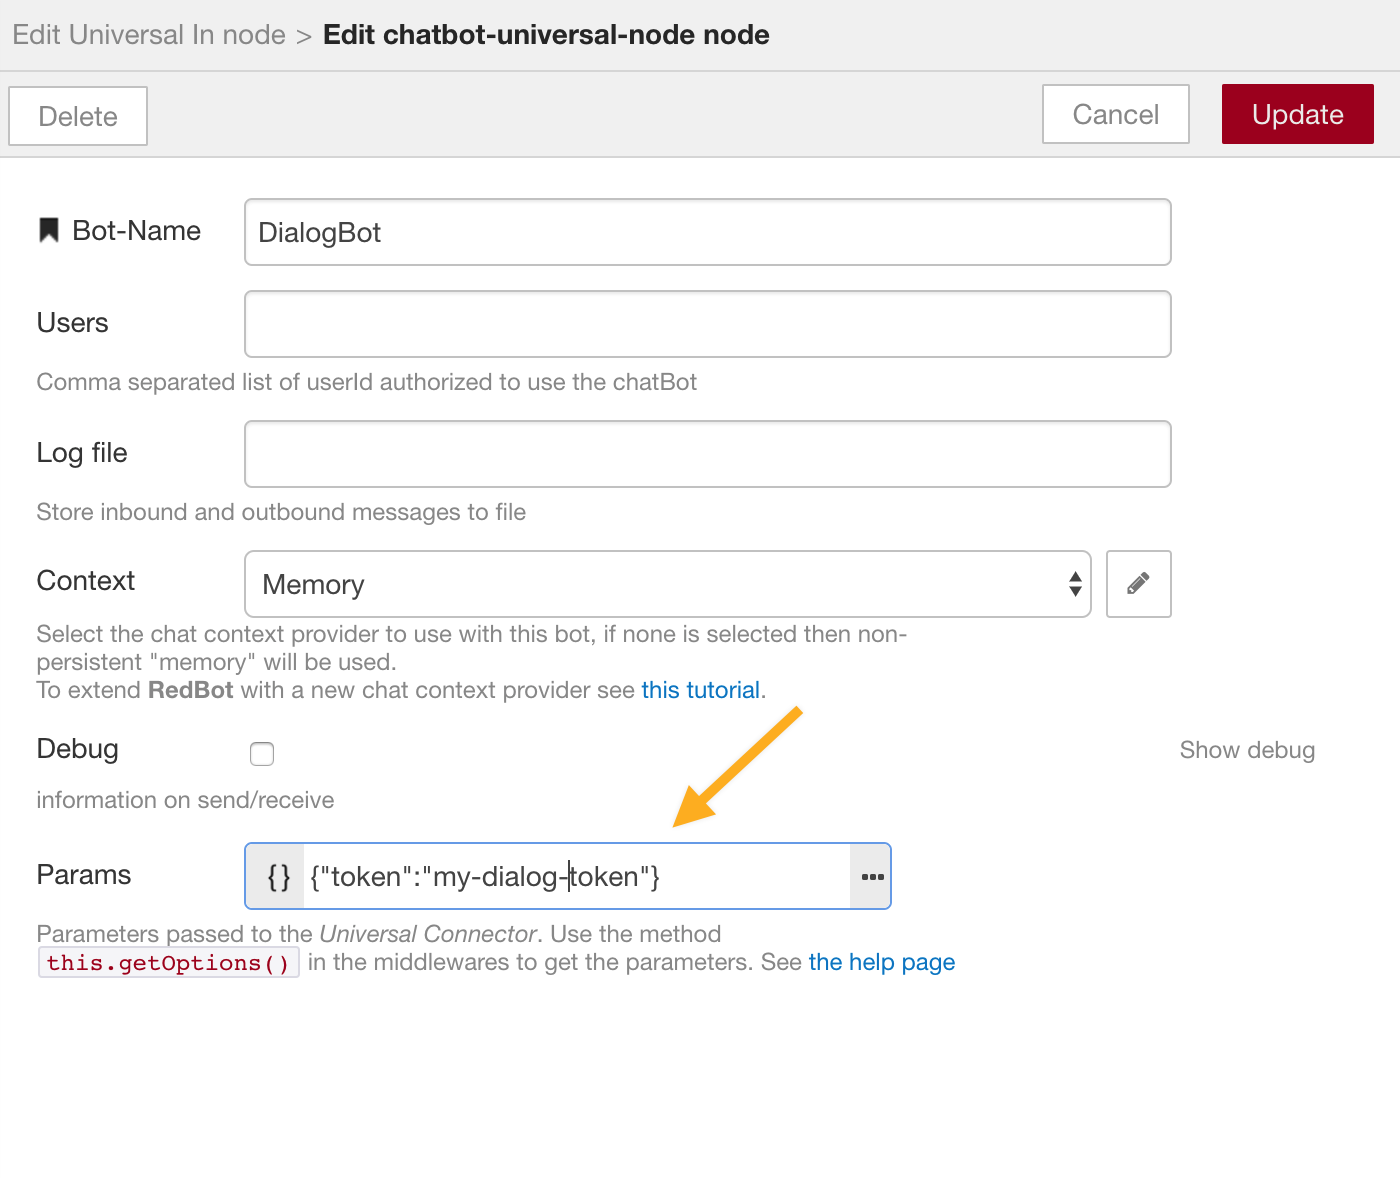 Edit Universal In node > Edit chatbot-universal-node node
Delete
Cancel
Update
Bot-Name
DialogBot
Users
Comma separated list of userId authorized to use the chatBot
Log file
Store inbound and outbound messages to file
Context
Memory
Select the chat context provider to use with this bot, if none is selected then non-
persistent "memory" will be used.
To extend RedBot with a new chat context provider see this tutorial.
Debug
Show debug
information on send/receive
Params
{} {"token":"my-dialog-token"}
Parameters passed to the Universal Connector. Use the method
this.getOptions() in the middlewares to get the parameters. See the help page